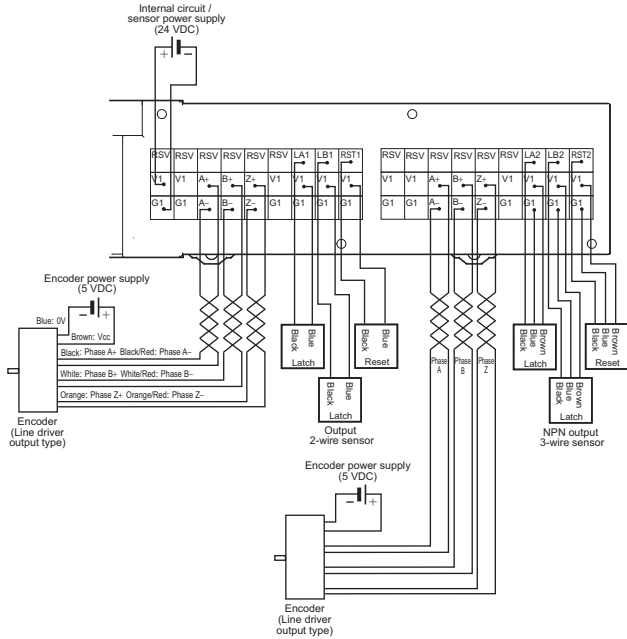 Internal circuit /
sensor power supply
(24 VDC)
+ −
RSV RSV RSV RSV RSV RSV LA1 LB1 RST1
V1 V1 A+ B+ Z+ V1 V1 V1 V1
G1 G1 A− B− Z− G1 G1 G1 G1
RSV RSV RSV RSV RSV RSV LA2 LB2 RST2
V1 V1 A+ B+ Z+ V1 V1 V1 V1
G1 G1 A− B− Z− G1 G1 G1 G1
Encoder power supply
(5 VDC)
− +
Blue: 0V
Brown: Vcc
Black: Phase A+ Black/Red: Phase A−
White: Phase B+ White/Red: Phase B−
Orange: Phase Z+ Orange/Red: Phase Z−
Encoder
(Line driver
output type)
Black
Blue
Latch
Black
Blue
Latch
Black
Blue
Reset
Output
2-wire sensor
Phase
A
Phase
B
Phase
Z
Black
Blue
Brown
Latch
Black
Blue
Brown
Latch
Black
Blue
Brown
Reset
NPN output
3-wire sensor
Encoder power supply
(5 VDC)
− +
Encoder
(Line driver
output type)